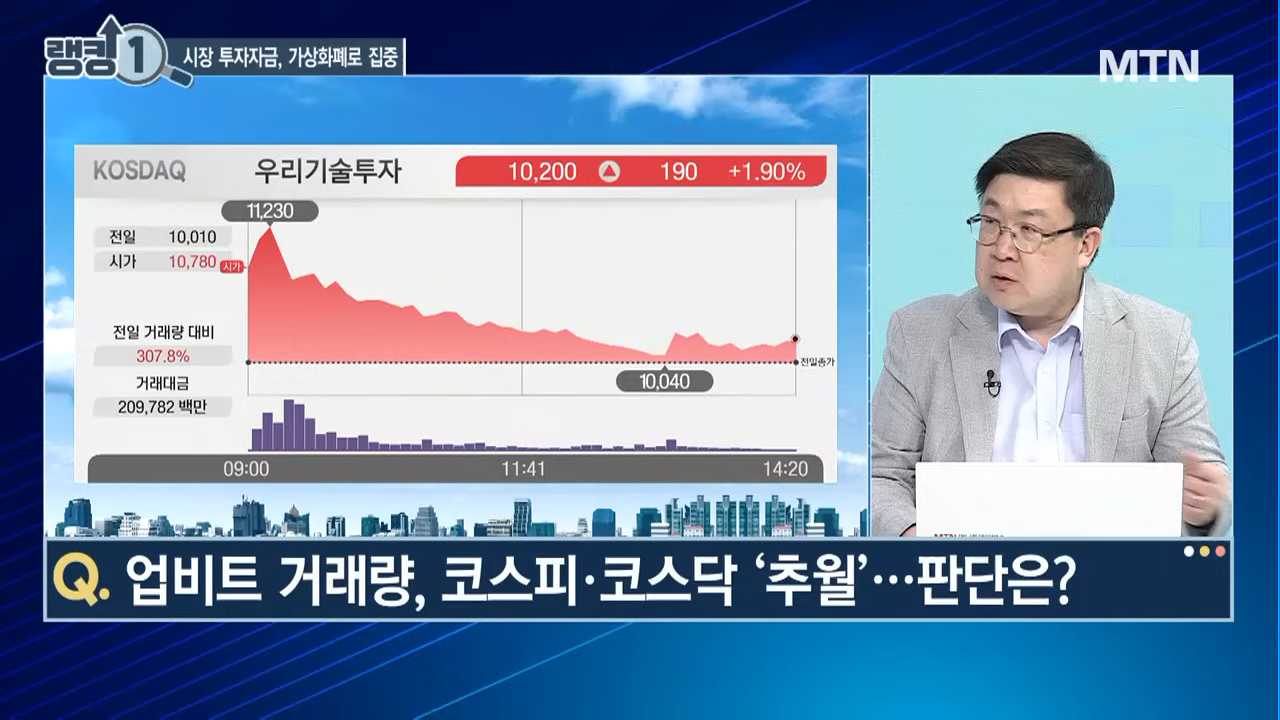 랭킹1
시장 투자자금, 가상화폐로 집중
MTN
KOSDAQ 우리기술투자 10,200 190 +1.90%
11,230
전일 10,010
시가 10,780 시가
전일 거래량 대비
307.8%
전일종가
거래대금
10,040
209,782 백만
09:00 11:41 14:20
Q. 업비트 거래량, 코스피·코스닥 ‘추월’…판단은?